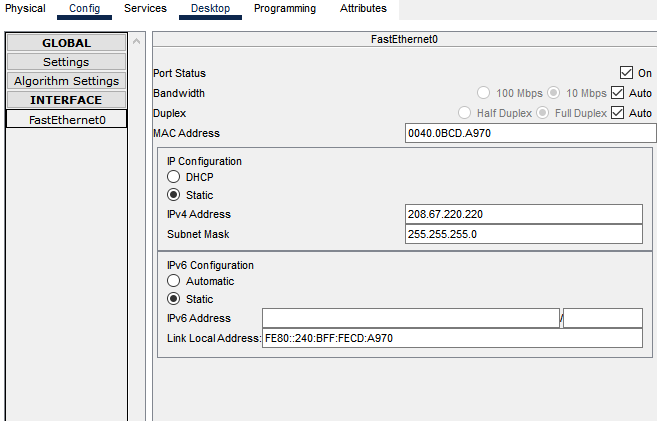 Physical Config Services Desktop Programming Attributes
GLOBAL
Settings
Algorithm Settings
INTERFACE
FastEthernet0
FastEthernet0
Port Status On
Bandwidth 100 Mbps 10 Mbps Auto
Duplex Half Duplex Full Duplex Auto
MAC Address 0040.0BCD.A970
IP Configuration
DHCP
Static
IPv4 Address 208.67.220.220
Subnet Mask 255.255.255.0
IPv6 Configuration
Automatic
Static
IPv6 Address /
Link Local Address: FE80::240:BFF:FECD:A970